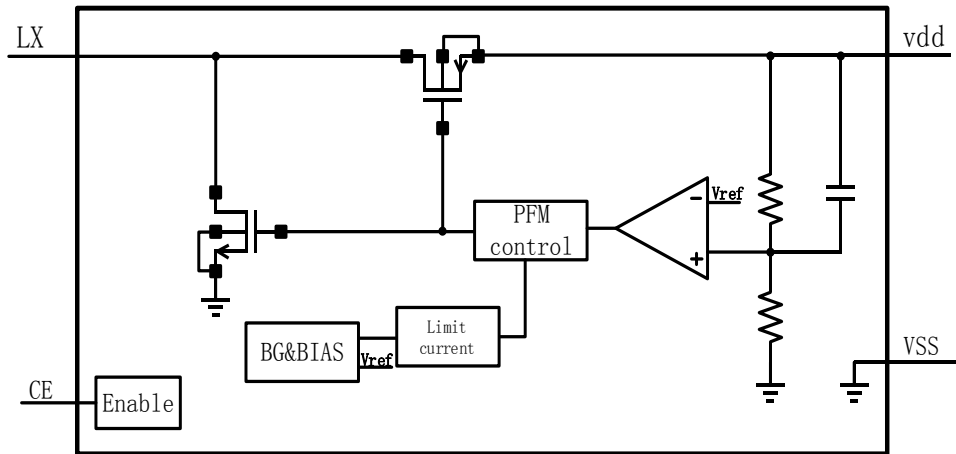 LX
vdd
Vref
PFM
control
-
+
Limit
current
BG&BIAS
Vref
VSS
CE
Enable